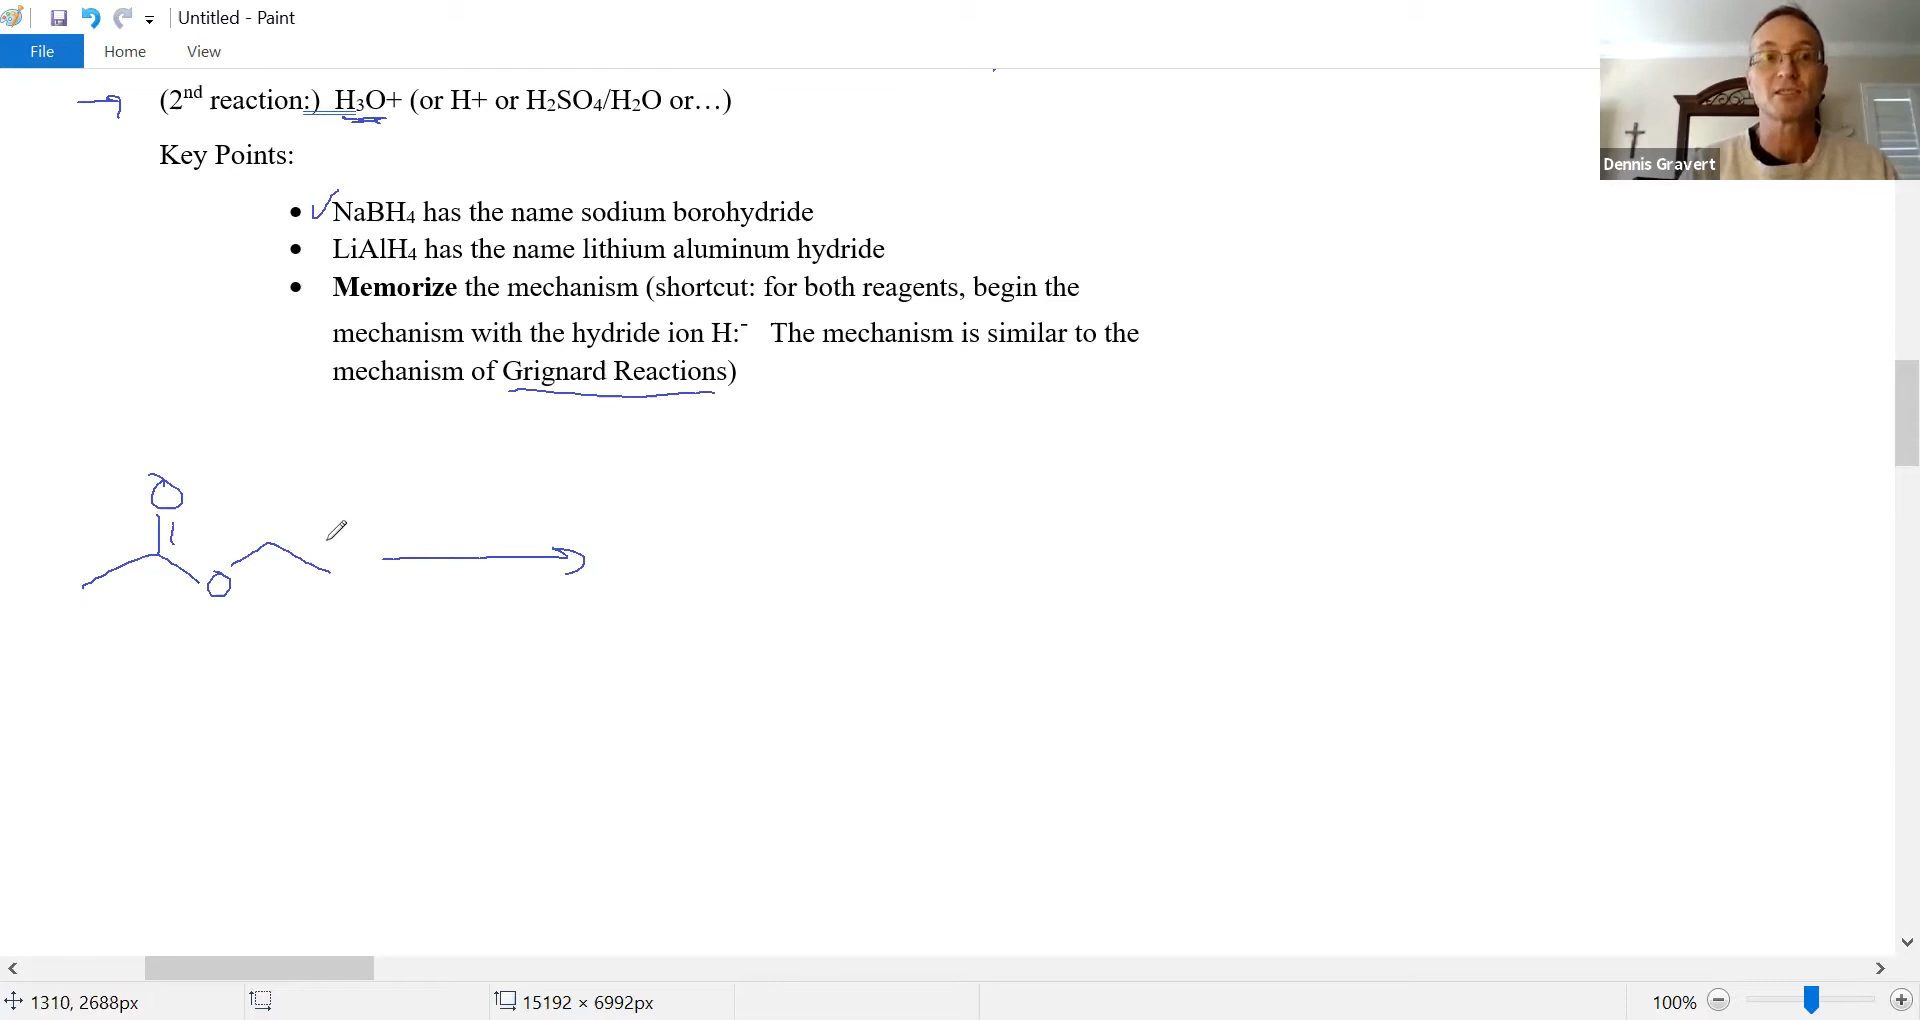 Untitled - Paint
File Home View
(2nd reaction:) H3O+ (or H+ or H2SO4/H2O or…)
Dennis Gravert
Key Points:
• NaBH4 has the name sodium borohydride
• LiAlH4 has the name lithium aluminum hydride
• Memorize the mechanism (shortcut: for both reagents, begin the
mechanism with the hydride ion H:- The mechanism is similar to the
mechanism of Grignard Reactions)
O
O
1310, 2688px 15192 × 6992px 100%